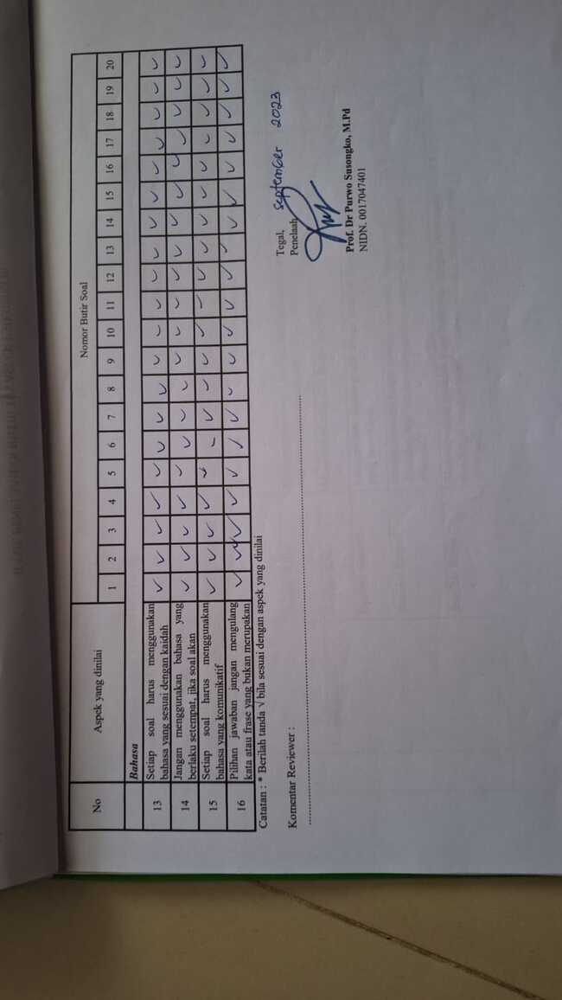 No Aspek yang dinilai Nomor Butir Soal
1 2 3 4 5 6 7 8 9 10 11 12 13 14 15 16 17 18 19 20
Bahasa
13 Setiap soal harus menggunakan ✓ ✓ ✓ ✓ ✓ ✓ ✓ ✓ ✓ ✓ ✓ ✓ ✓ ✓ ✓ ✓ ✓ ✓ ✓ ✓
bahasa yang sesuai dengan kaidah
14 Jangan menggunakan bahasa yang ✓ ✓ ✓ ✓ ✓ ✓ ✓ ✓ ✓ ✓ ✓ ✓ ✓ ✓ ✓ ✓ ✓ ✓ ✓ ✓
berlaku setempat, jika soal akan
15 Setiap soal harus menggunakan ✓ ✓ ✓ ✓ ✓ ✓ ✓ ✓ ✓ ✓ ✓ ✓ ✓ ✓ ✓ ✓ ✓ ✓ ✓ ✓
bahasa yang komunikatif
16 Pilihan jawaban jangan mengulang ✓ ✓ ✓ ✓ ✓ ✓ ✓ ✓ ✓ ✓ ✓ ✓ ✓ ✓ ✓ ✓ ✓ ✓ ✓ ✓
kata atau frase yang bukan merupakan
Catatan : * Berilah tanda √ bila sesuai dengan aspek yang dinilai
Komentar Reviewer :
Tegal, September 2023
Penelaah
Prof. Dr Purwo Susongko, M.Pd
NIDN. 0017047401